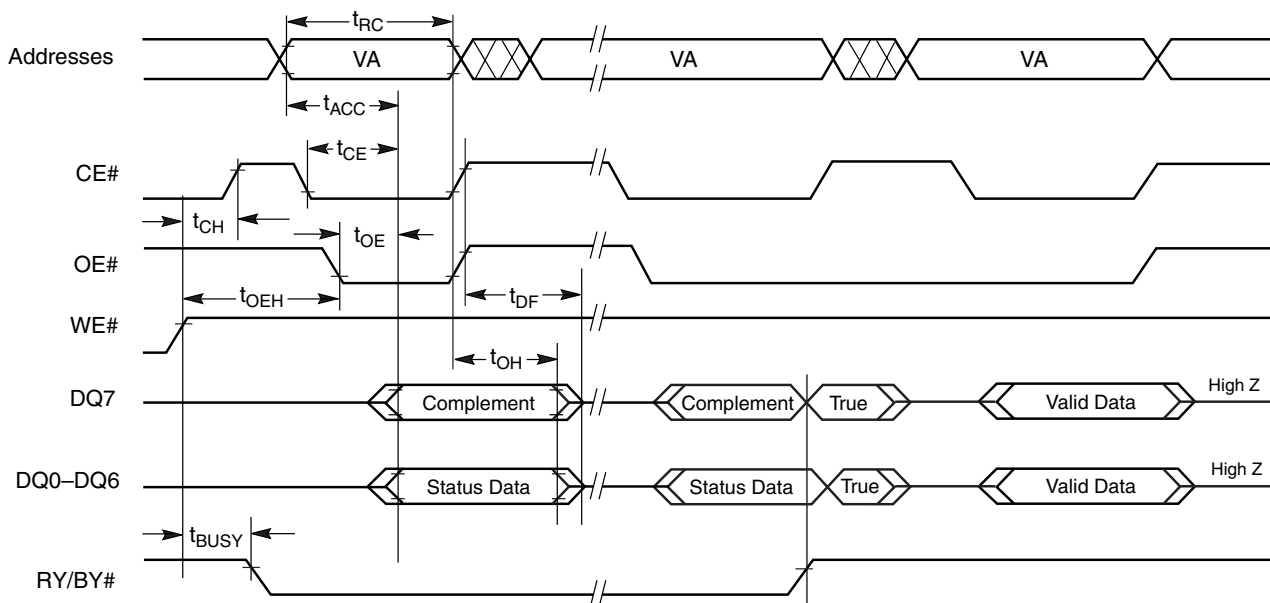 tRC
Addresses VA VA VA
tACC
tCE
CE#
tCH tOE
OE#
tOEH tDF
WE#
tOH
DQ7 Complement Complement True Valid Data High Z
DQ0–DQ6 Status Data Status Data True Valid Data High Z
tBUSY
RY/BY#